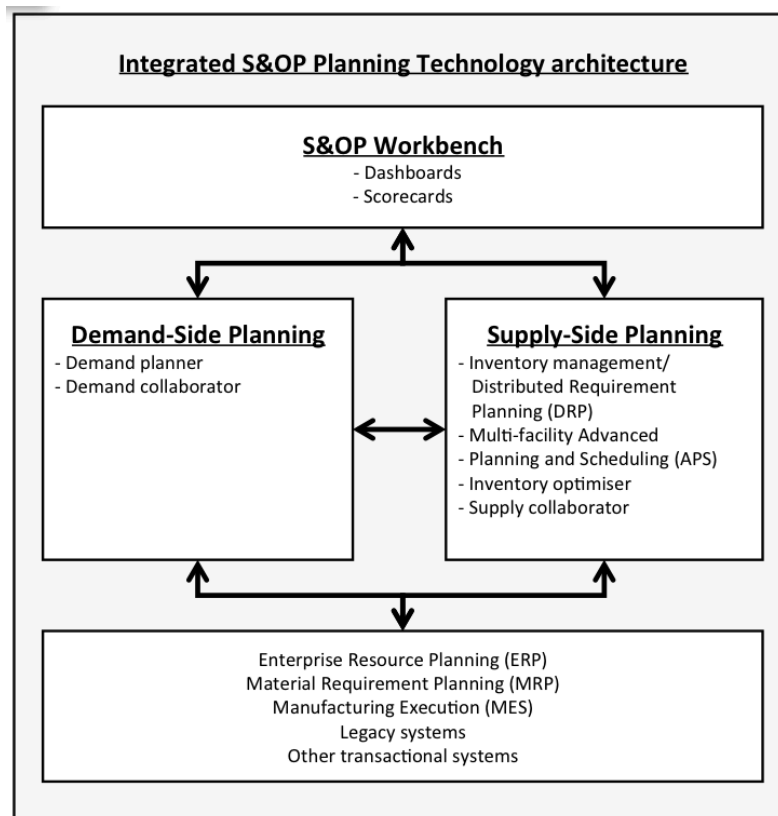 Integrated S&OP Planning Technology architecture
S&OP Workbench
- Dashboards
- Scorecards
Demand-Side Planning
- Demand planner
- Demand collaborator
Supply-Side Planning
- Inventory management/
Distributed Requirement
Planning (DRP)
- Multi-facility Advanced
- Planning and Scheduling (APS)
- Inventory optimiser
- Supply collaborator
Enterprise Resource Planning (ERP)
Material Requirement Planning (MRP)
Manufacturing Execution (MES)
Legacy systems
Other transactional systems